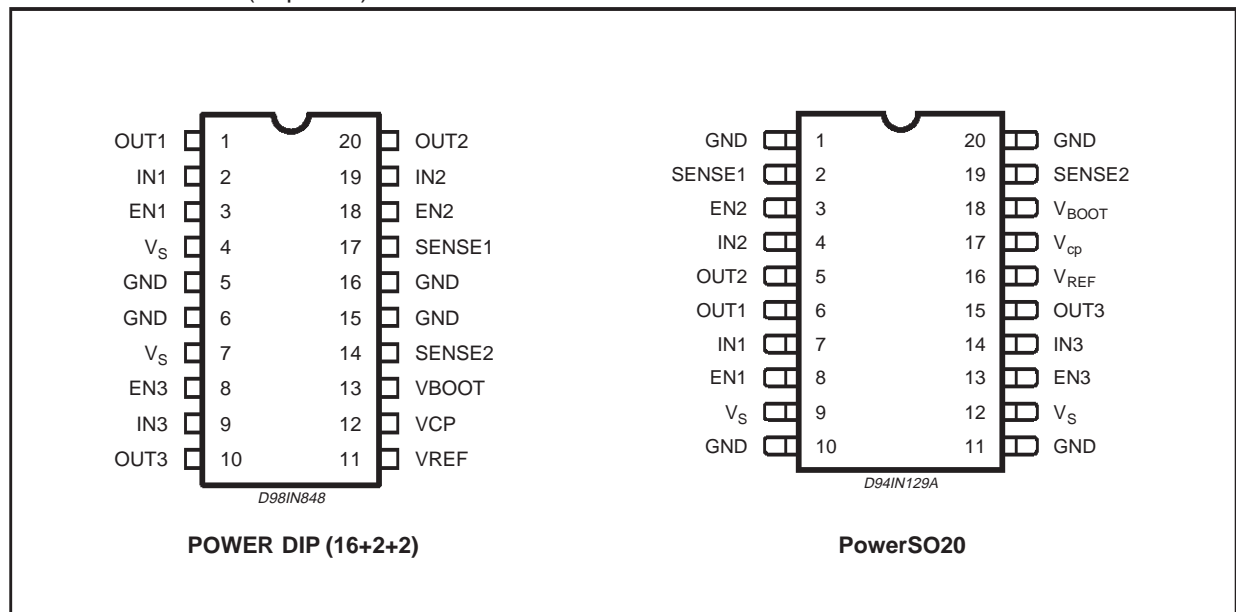 OUT1 1 20 OUT2
IN1 2 19 IN2
EN1 3 18 EN2
VS 4 17 SENSE1
GND 5 16 GND
GND 6 15 GND
VS 7 14 SENSE2
EN3 8 13 VBOOT
IN3 9 12 VCP
OUT3 10 11 VREF
D98IN848
POWER DIP (16+2+2)
GND 1 20 GND
SENSE1 2 19 SENSE2
EN2 3 18 VBOOT
IN2 4 17 Vcp
OUT2 5 16 VREF
OUT1 6 15 OUT3
IN1 7 14 IN3
EN1 8 13 EN3
VS 9 12 VS
GND 10 11 GND
D94IN129A
PowerSO20